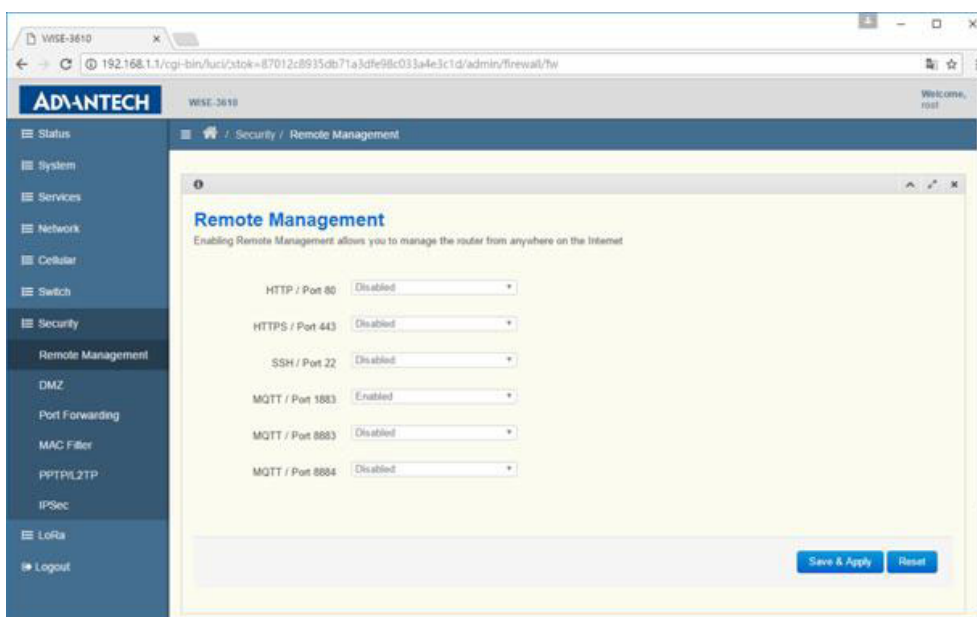 WISE-3610
192.168.1.1/cgi-bin/luci/;stok=87012c8935db71a3dfe98c033a4e3c1d/admin/firewall/fw
ADVANTECH
WISE-3610
Welcome,
root
Status
/ Security / Remote Management
System
Services
Network
Cellular
Switch
Security
Remote Management
DMZ
Port Forwarding
MAC Filter
PPTP/L2TP
IPSec
LoRa
Logout
Remote Management
Enabling Remote Management allows you to manage the router from anywhere on the Internet
HTTP / Port 80 Disabled
HTTPS / Port 443 Disabled
SSH / Port 22 Disabled
MQTT / Port 1883 Enabled
MQTT / Port 8883 Disabled
MQTT / Port 8884 Disabled
Save & Apply Reset